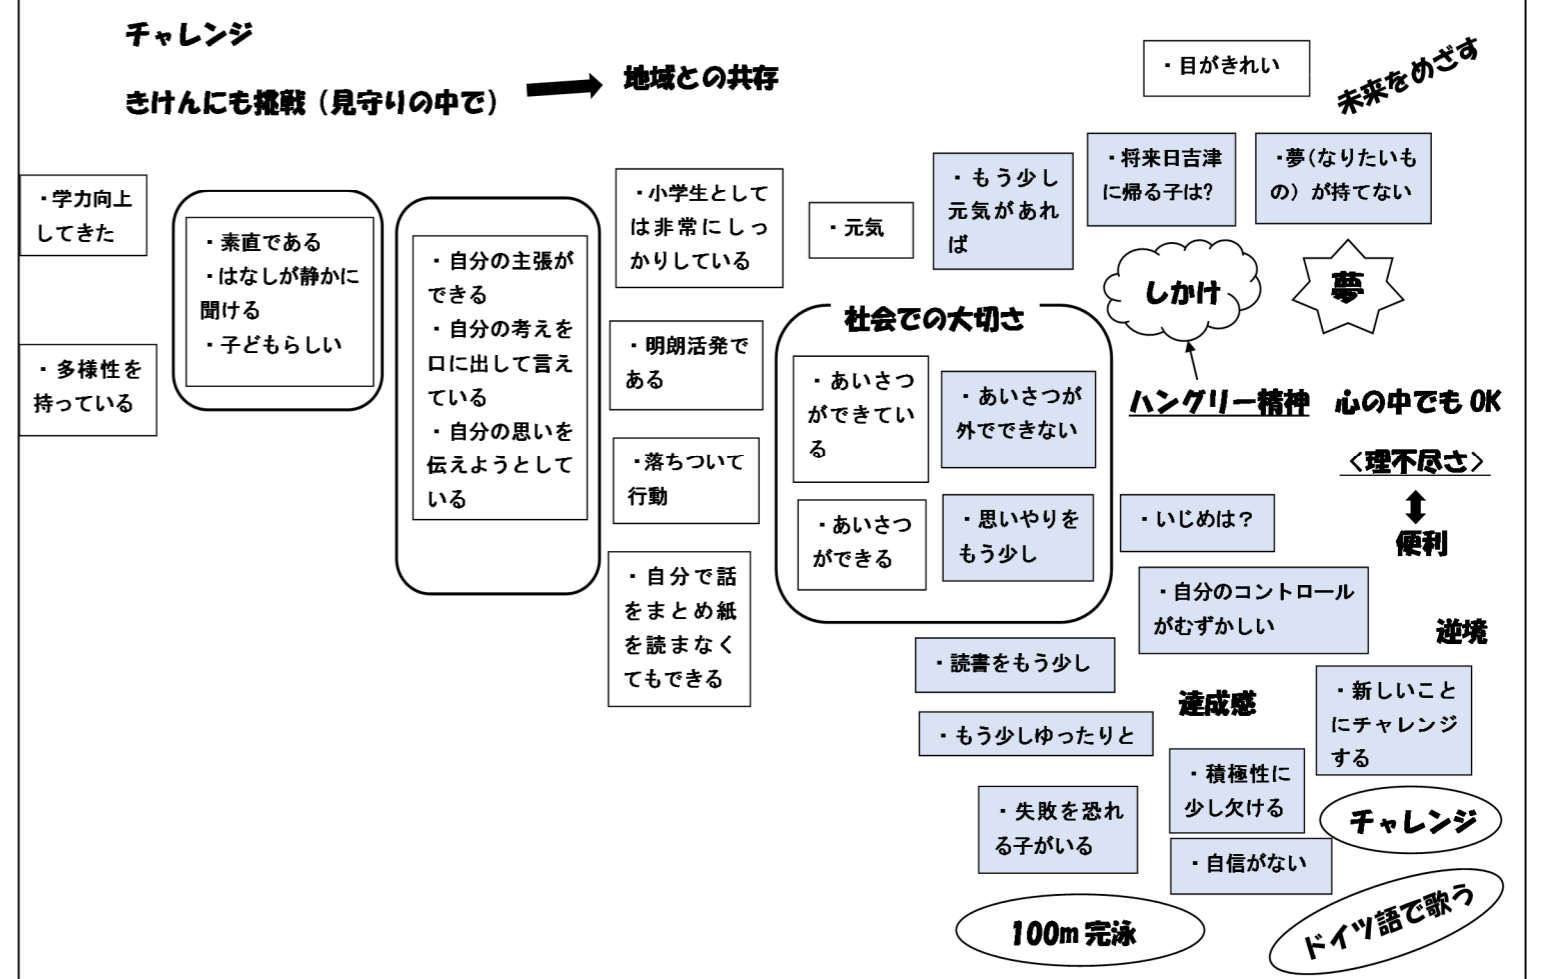 チャレンジ
きけんにも挑戦（見守りの中で）
地域との共存
・目がきれい
未来をめざす
・学力向上
してきた
・多様性を
持っている
・素直である
・はなしが静かに
聞ける
・子どもらしい
・自分の主張が
できる
・自分の考えを
口に出して言え
ている
・自分の思いを
伝えようとして
いる
・小学生として
は非常にしっ
かりしている
・明朗活発で
ある
・落ちついて
行動
・自分で話
をまとめ紙
を読まなく
てもできる
・元気
・もう少し
元気があれ
ば
・将来日吉津
に帰る子は?
・夢（なりたいも
の）が持てない
しかけ
夢
社会での大切さ
・あいさつ
ができてい
る
・あいさつが
外でできない
・あいさつ
ができる
・思いやりを
もう少し
ハングリー精神
心の中でも OK
＜理不尽さ＞
便利
・いじめは？
・自分のコントロール
がむずかしい
逆境
・読書をもう少し
達成感
・新しいこと
にチャレンジ
する
・もう少しゆったりと
・積極性に
少し欠ける
・失敗を恐れ
る子がいる
チャレンジ
・自信がない
100m 完泳
ドイツ語で歌う